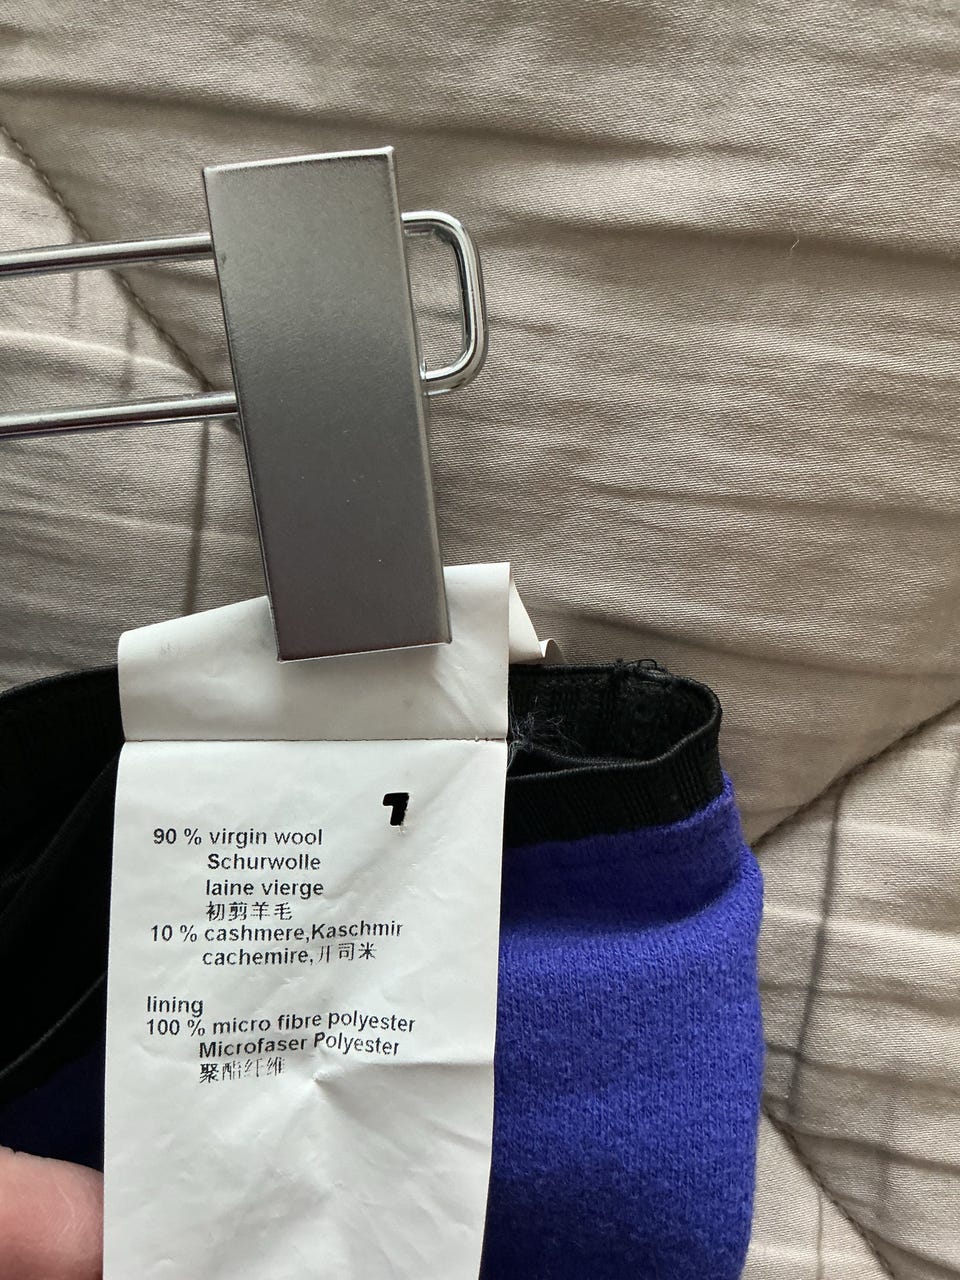 90 % virgin wool
Schurwolle
laine vierge
初剪羊毛
10 % cashmere,Kaschmir
cachemire,开司米
lining
100 % micro fibre polyester
Microfaser Polyester
聚酯纤维